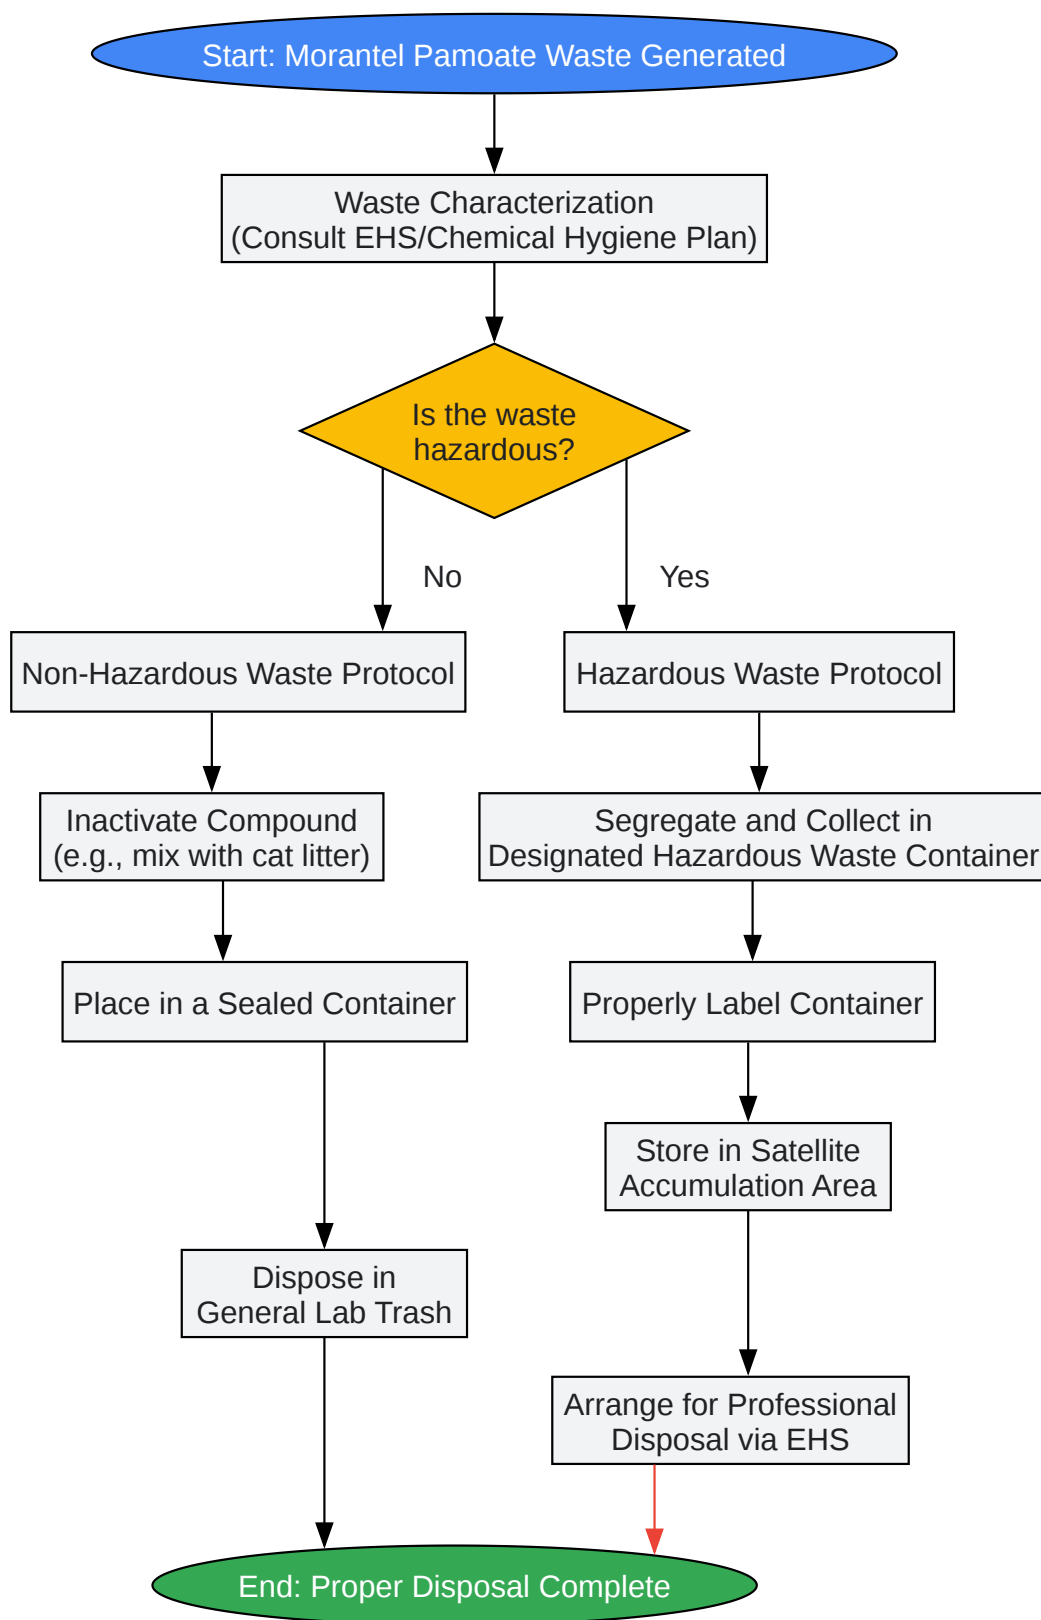 Start: Morantel Pamoate Waste Generated
Waste Characterization
(Consult EHS/Chemical Hygiene Plan)
Is the waste
hazardous?
No
Yes
Non-Hazardous Waste Protocol
Hazardous Waste Protocol
Inactivate Compound
(e.g., mix with cat litter)
Segregate and Collect in
Designated Hazardous Waste Container
Place in a Sealed Container
Properly Label Container
Store in Satellite
Accumulation Area
Dispose in
General Lab Trash
Arrange for Professional
Disposal via EHS
End: Proper Disposal Complete